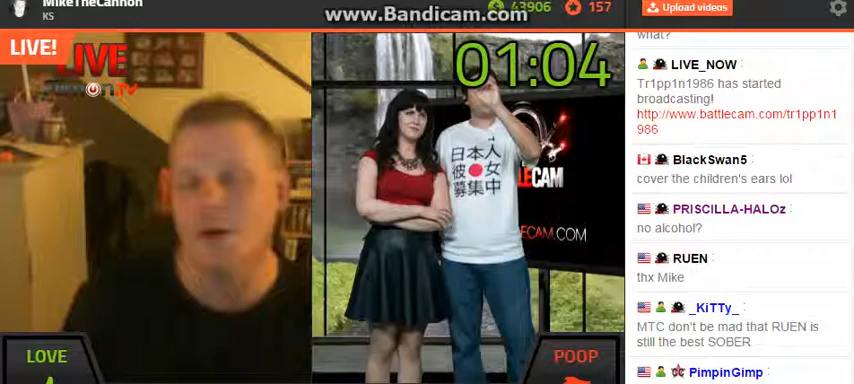 MikeTheCannon
KS
www.Bandicam.com
43906
157
Upload videos
LIVE!
LIVE
.TV
01:04
日本人
彼 女
募集中
LECAM
ECAM.COM
LOVE
POOP
what?
LIVE_NOW :
Tr1pp1n1986 has started
broadcasting!
http://www.battlecam.com/tr1pp1n1
986
BlackSwan5 :
cover the children's ears lol
PRISCILLA-HALOz :
no alcohol?
RUEN :
thx Mike
_KiTTy_ :
MTC don't be mad that RUEN is
still the best SOBER
PimpinGimp :